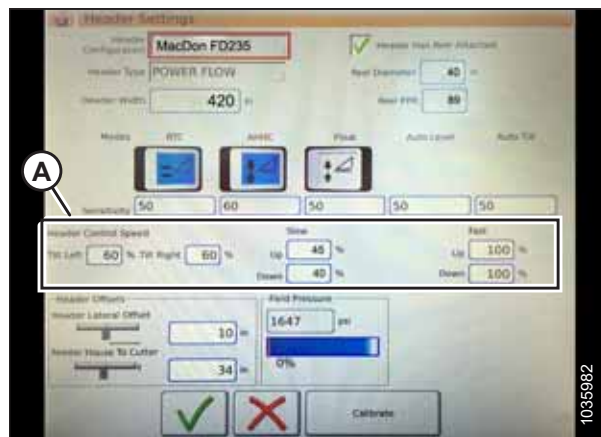 Header Settings
Header Configuration MacDon FD235
Header Has Reel Attached
Header Type POWER FLOW
Reel Diameter 40 in
Header Width 420 in
Reel PPR 89
Modes RTC AHHC Float Auto Level Auto Tilt
A
Sensitivity 50 60 50 50 50
Header Control Speed Slow Fast
Tilt Left 60 % Tilt Right 60 % Up 45 % Up 100 %
Down 40 % Down 100 %
Header Offsets Field Pressure
Header Lateral Offset 1647 psi
10 in
Feeder House To Cutter
34 in 0%
Calibrate
1035982